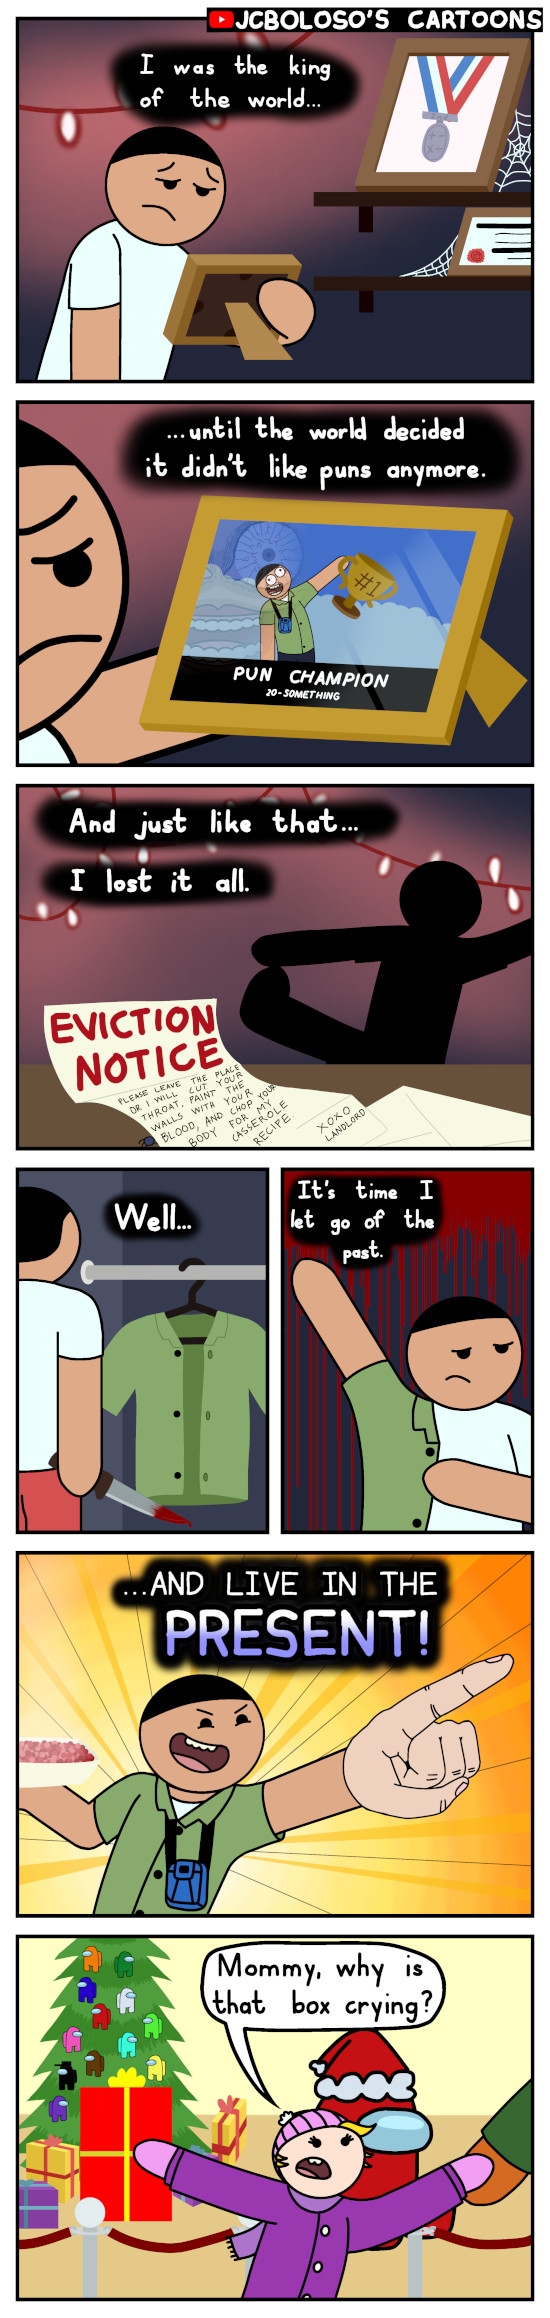 JCBOLOSO'S CARTOONS
I was the king
of the world...
...until the world decided
it didn't like puns anymore.
#1
PUN CHAMPION
20-SOMETHING
And just like that...
I lost it all.
EVICTION
NOTICE
PLEASE LEAVE THE PLACE
OR I WILL CUT YOUR
THROAT, PAINT THE
WALLS WITH YOUR
BLOOD, AND CHOP YOUR
BODY FOR MY
CASSEROLE
RECIPE.
XOXO
LANDLORD
Well...
It's time I
let go of the
past.
...AND LIVE IN THE
PRESENT!
Mommy, why is
that box crying?